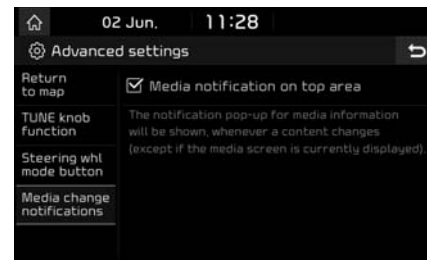 02 Jun. 11:28
Advanced settings
Return
to map
Media notification on top area
TUNE knob
function
The notification pop-up for media information
will be shown, whenever a content changes
(except if the media screen is currently displayed).
Steering whl
mode button
Media change
notifications